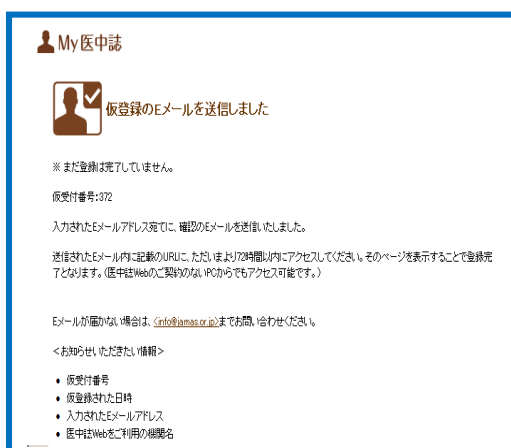 My 医中誌
仮登録のEメールを送信しました
※ まだ登録は完了していません。
仮受付番号:372
入力されたEメールアドレス宛てに、確認のEメールを送信いたしました。
送信されたEメール内に記載のURLに、ただいまより72時間以内にアクセスしてください。そのページを表示することで登録完
了となります。(医中誌Webのご契約のないPCからでもアクセス可能です。)
Eメールが届かない場合は、<info@jamas.or.jp>までお問い合わせください。
<お知らせいただきたい情報>
• 仮受付番号
• 仮登録された日時
• 入力されたEメールアドレス
• 医中誌Webをご利用の機関名